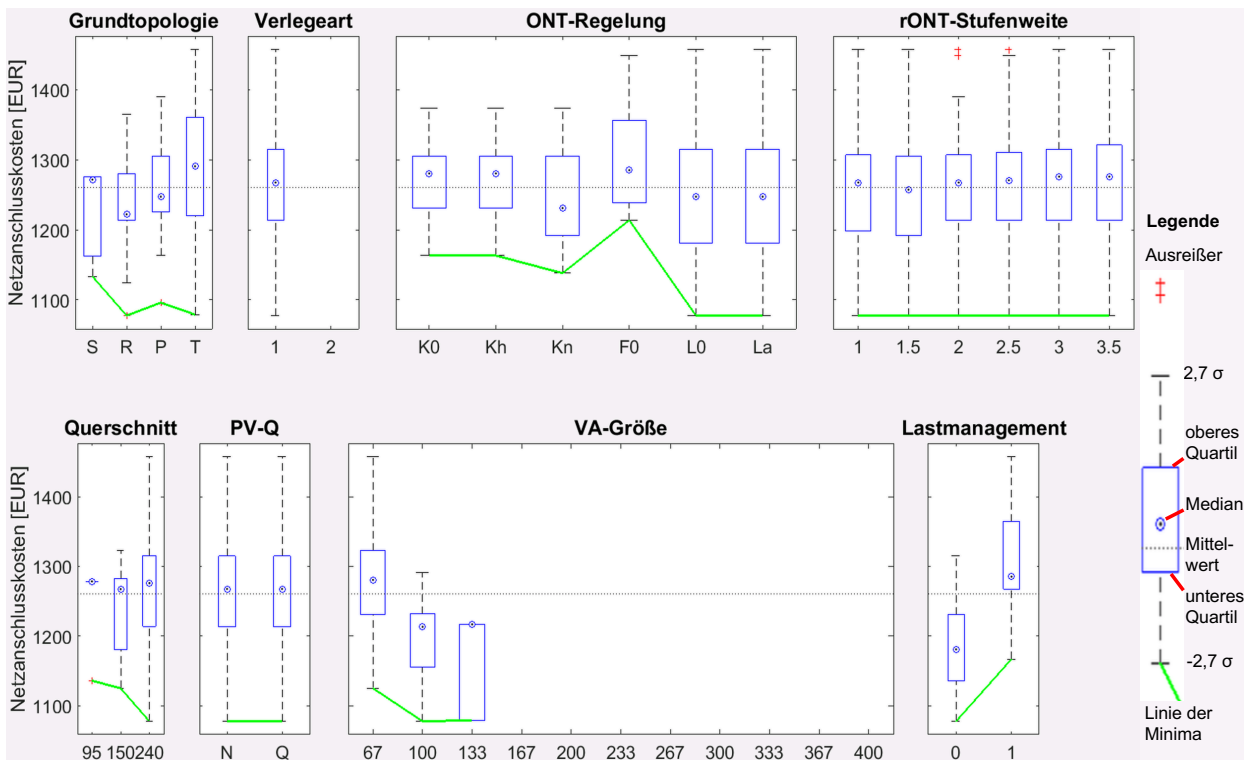 Grundtopologie Verlegeart ONT-Regelung rONT-Stufenweite
Netzanschlusskosten [EUR]
1400
1300
1200
1100
S R P T 1 2 K0 Kh Kn F0 L0 La 1 1.5 2 2.5 3 3.5
Querschnitt PV-Q VA-Größe Lastmanagement
Netzanschlusskosten [EUR]
1400
1300
1200
1100
95 150 240 N Q 67 100 133 167 200 233 267 300 333 367 400 0 1
Legende
Ausreißer
2,7 σ
oberes
Quartil
Median
Mittel-
wert
unteres
Quartil
-2,7 σ
Linie der
Minima